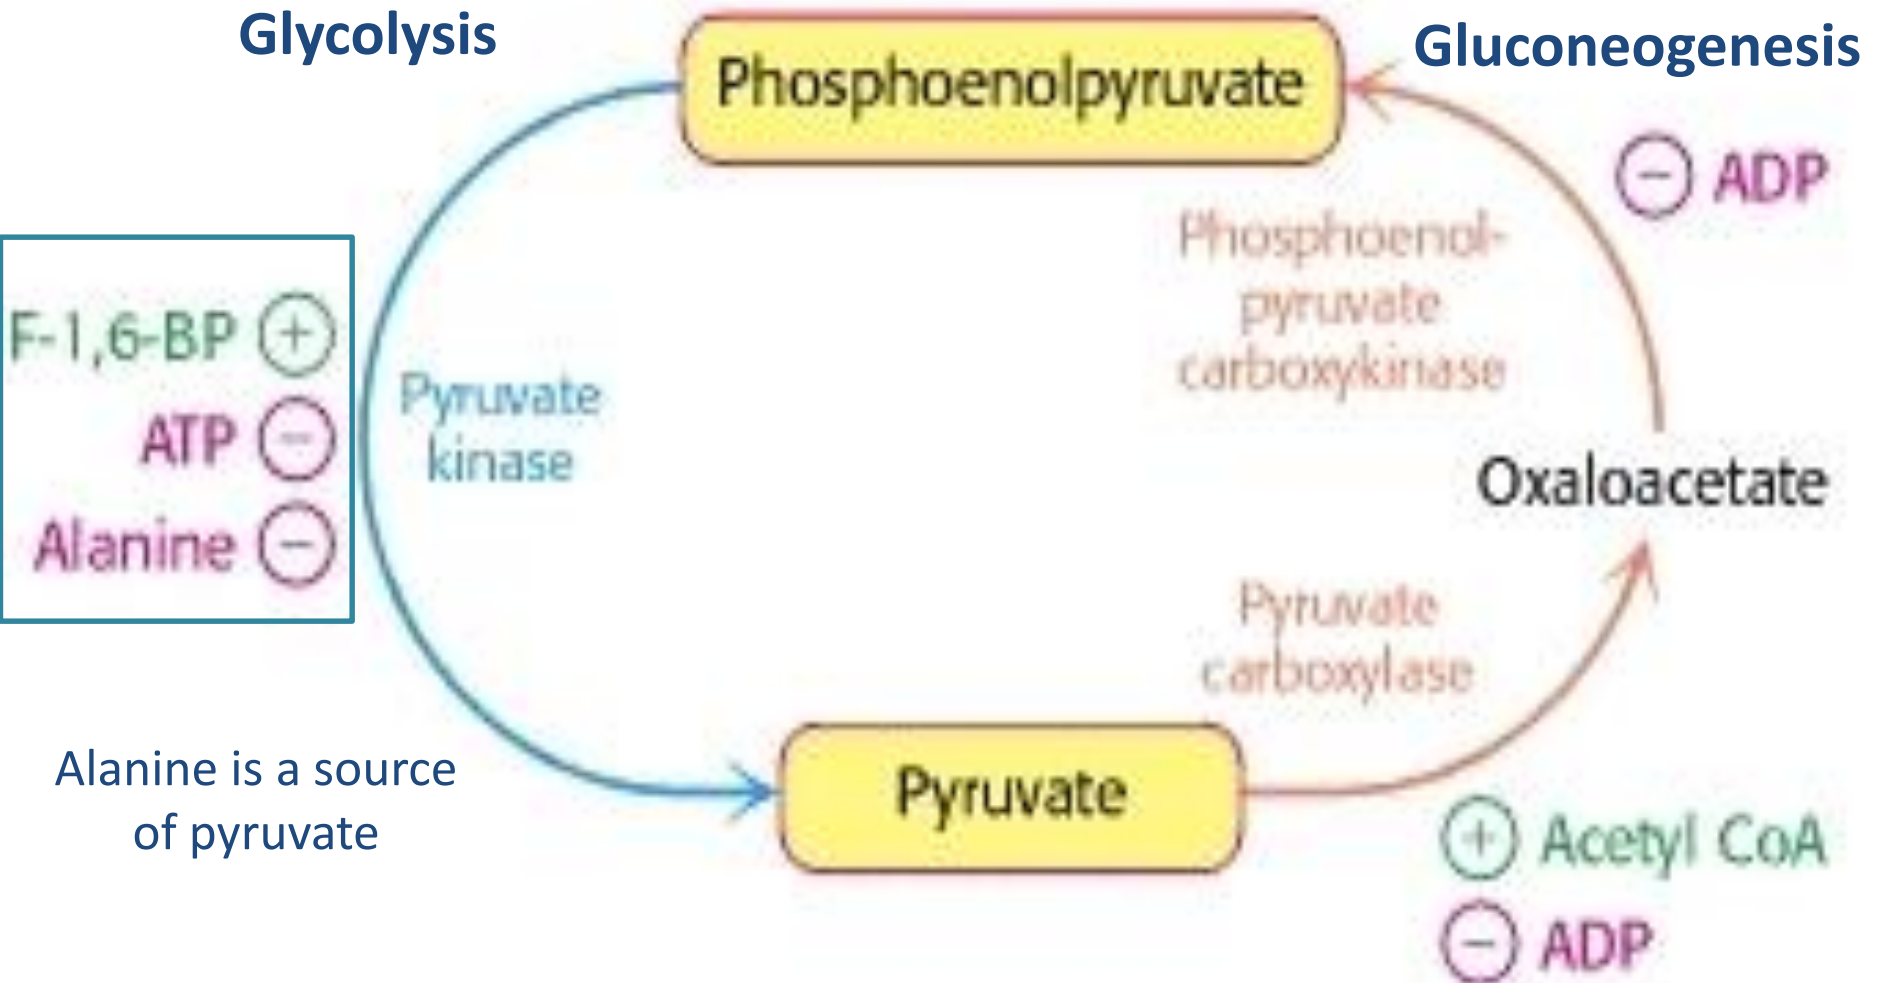 Glycolysis
Phosphoenolpyruvate
Gluconeogenesis
⊖ ADP
Phosphoenol-
pyruvate
carboxykinase
F-1,6-BP ⊕
ATP ⊖
Alanine ⊖
Pyruvate
kinase
Oxaloacetate
Pyruvate
carboxylase
Alanine is a source
of pyruvate
Pyruvate
⊕ Acetyl CoA
⊖ ADP